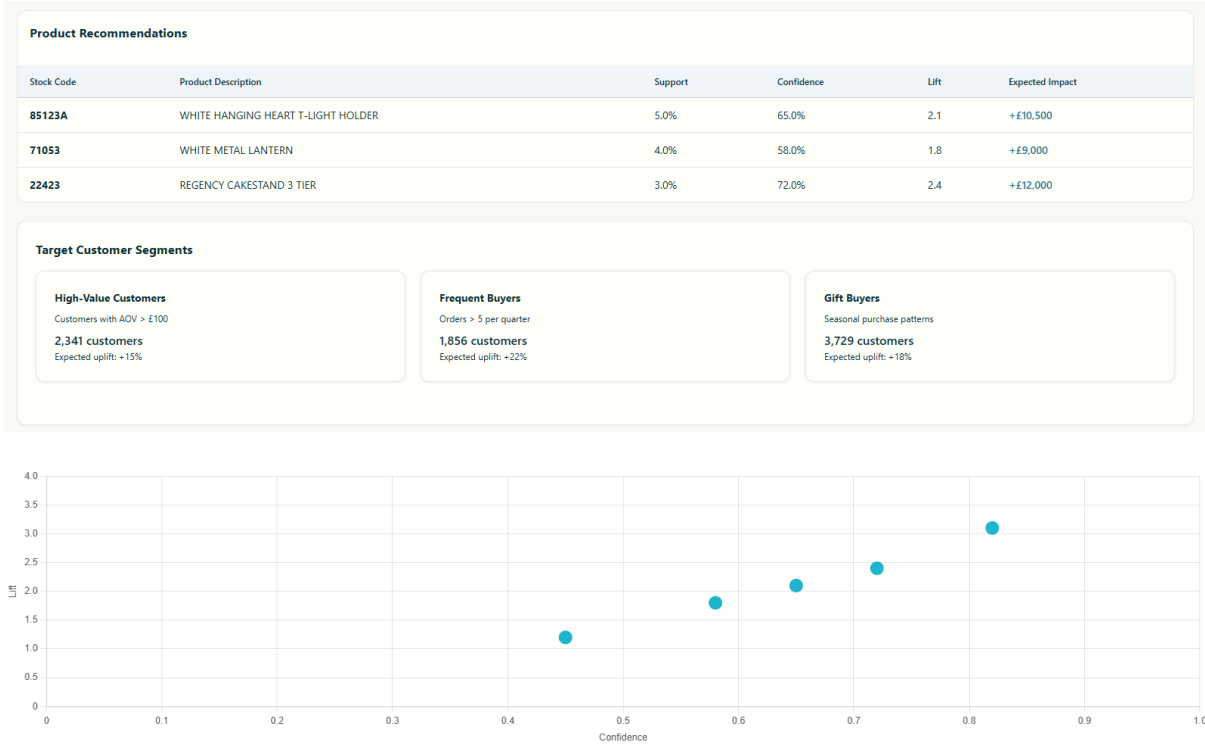 Product Recommendations
Stock Code Product Description Support Confidence Lift Expected Impact
85123A WHITE HANGING HEART T-LIGHT HOLDER 5.0% 65.0% 2.1 +£10,500
71053 WHITE METAL LANTERN 4.0% 58.0% 1.8 +£9,000
22423 REGENCY CAKESTAND 3 TIER 3.0% 72.0% 2.4 +£12,000
Target Customer Segments
High-Value Customers
Customers with AOV > £100
2,341 customers
Expected uplift: +15%
Frequent Buyers
Orders > 5 per quarter
1,856 customers
Expected uplift: +22%
Gift Buyers
Seasonal purchase patterns
3,729 customers
Expected uplift: +18%
4.0
3.5
3.0
2.5
2.0
1.5
1.0
0.5
0
Lift
0 0.1 0.2 0.3 0.4 0.5 0.6 0.7 0.8 0.9 1.0
Confidence